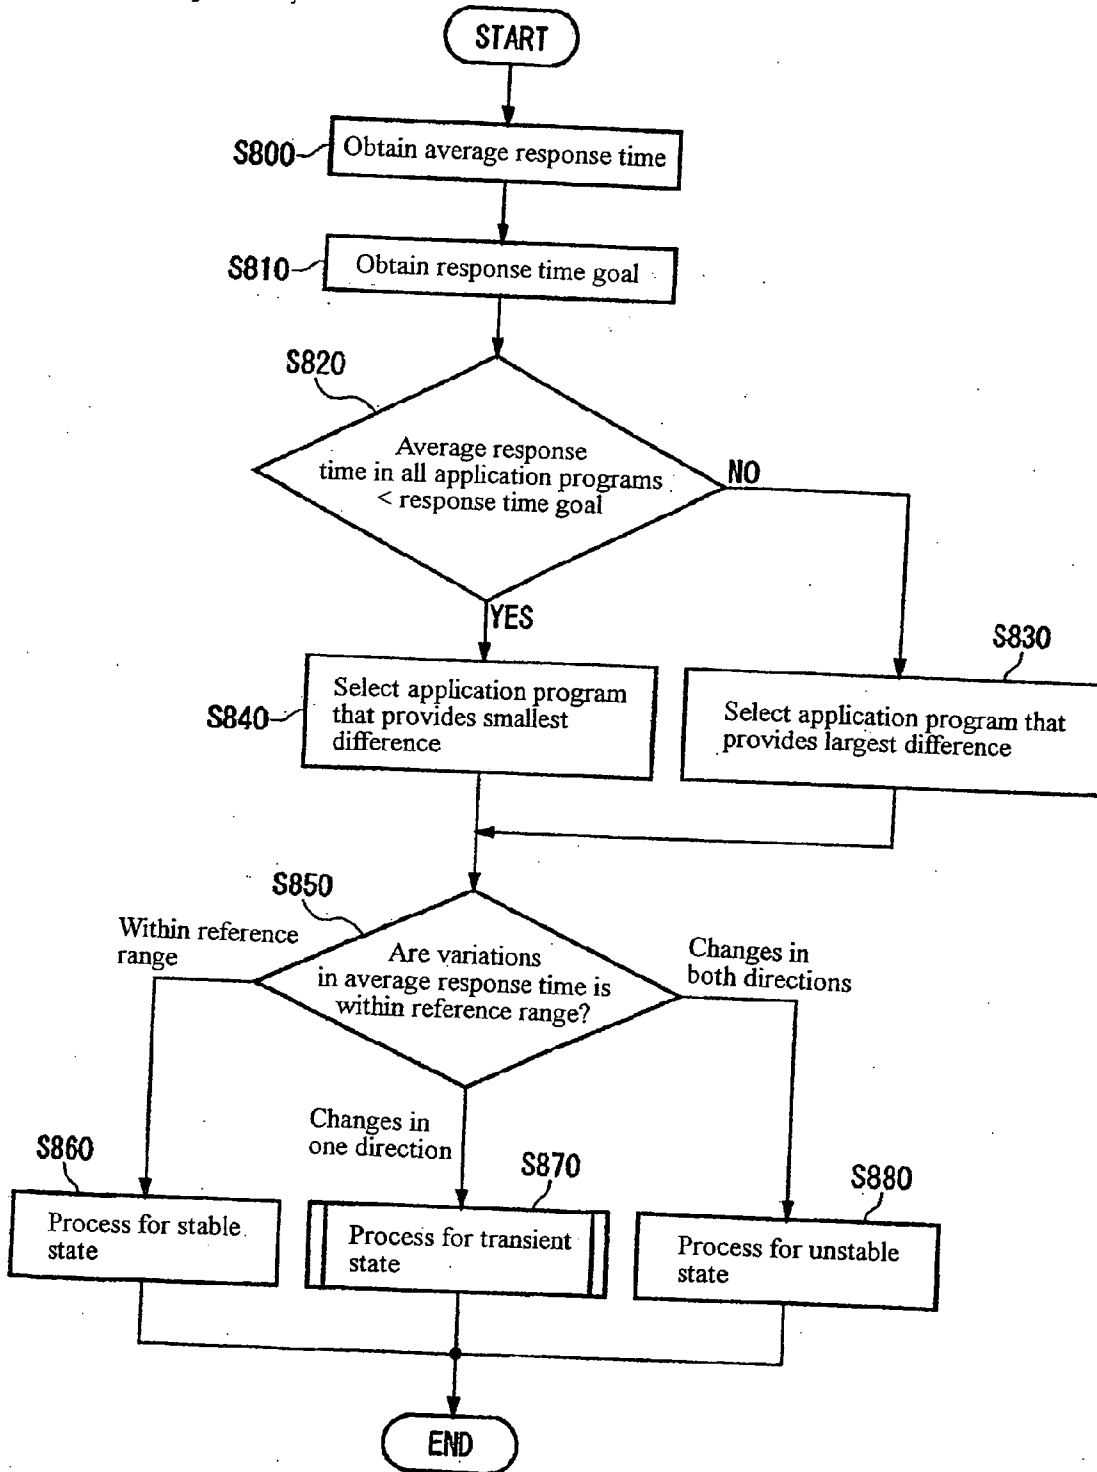 START
S800
Obtain average response time
S810
Obtain response time goal
S820
Average response
time in all application programs
< response time goal
NO
YES
S830
S840
Select application program
that provides smallest
difference
Select application program that
provides largest difference
S850
Within reference
range
Are variations
in average response time is
within reference range?
Changes in
both directions
Changes in
one direction
S860
S870
S880
Process for stable
state
Process for transient
state
Process for unstable
state
END